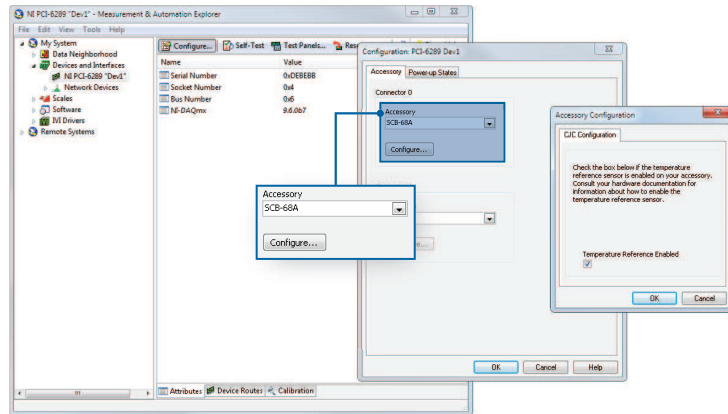 NI PCI-6289 "Dev1" - Measurement & Automation Explorer
File Edit View Tools Help
My System
Data Neighborhood
Devices and Interfaces
NI PCI-6289 "Dev1"
Network Devices
Scales
Software
IVI Drivers
Remote Systems
Configure... Self-Test Test Panels...
Name Value
Serial Number 0xDEBEBB
Socket Number 0x4
Bus Number 0x6
NI-DAQmx 9.6.0b7
Attributes Device Routes Calibration
Configuration: PCI-6289 Dev1
Accessory Power-up States
Connector 0
Accessory
SCB-68A
Configure...
OK Cancel Help
Accessory
SCB-68A
Configure...
Accessory Configuration
CJC Configuration
Check the box below if the temperature
reference sensor is enabled on your accessory.
Consult your hardware documentation for
information about how to enable the
temperature reference sensor.
Temperature Reference Enabled
OK Cancel